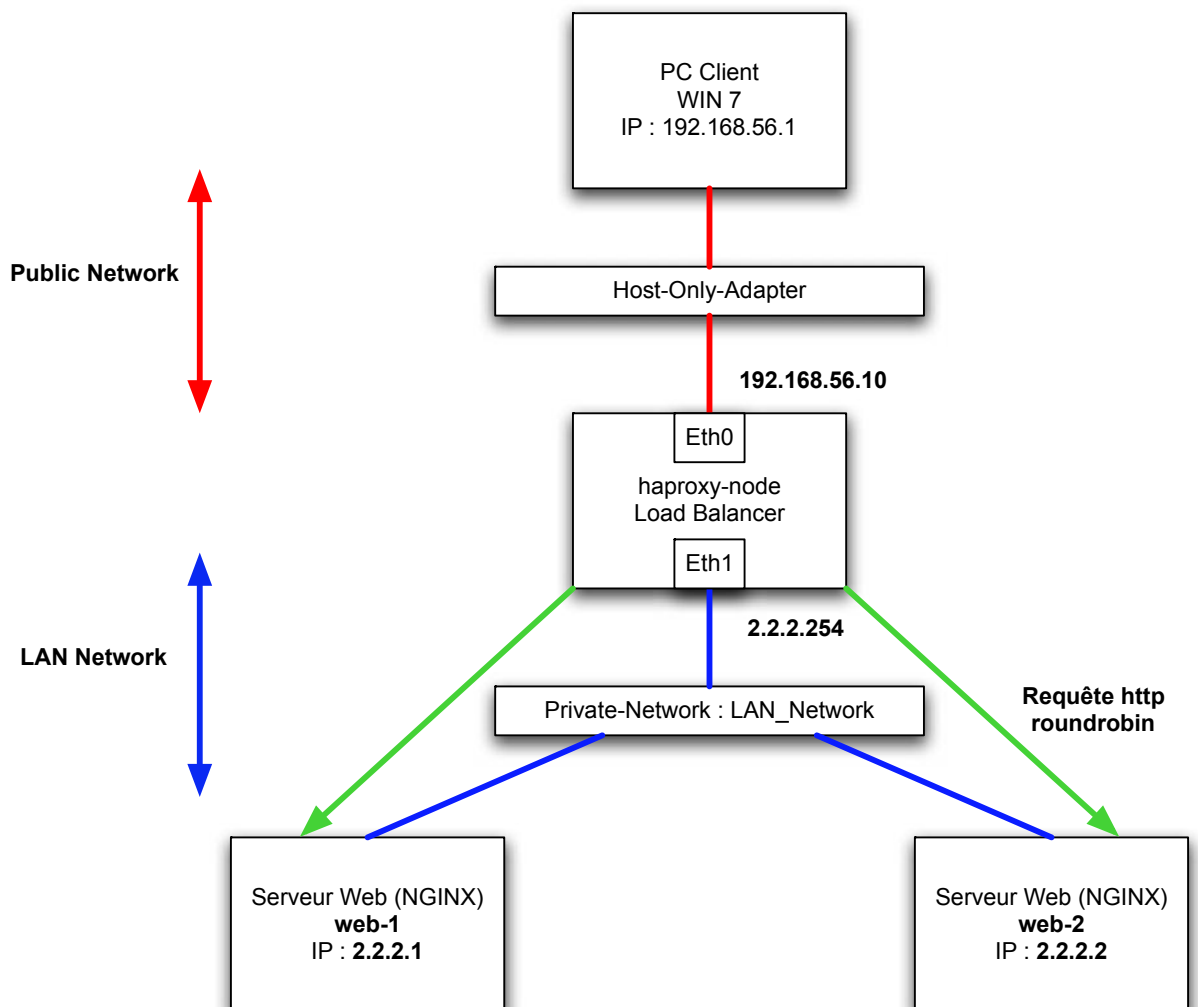 PC Client
WIN 7
IP : 192.168.56.1
Public Network
Host-Only-Adapter
192.168.56.10
Eth0
haproxy-node
Load Balancer
Eth1
2.2.2.254
LAN Network
Private-Network : LAN_Network
Requête http
roundrobin
Serveur Web (NGINX)
web-1
IP : 2.2.2.1
Serveur Web (NGINX)
web-2
IP : 2.2.2.2